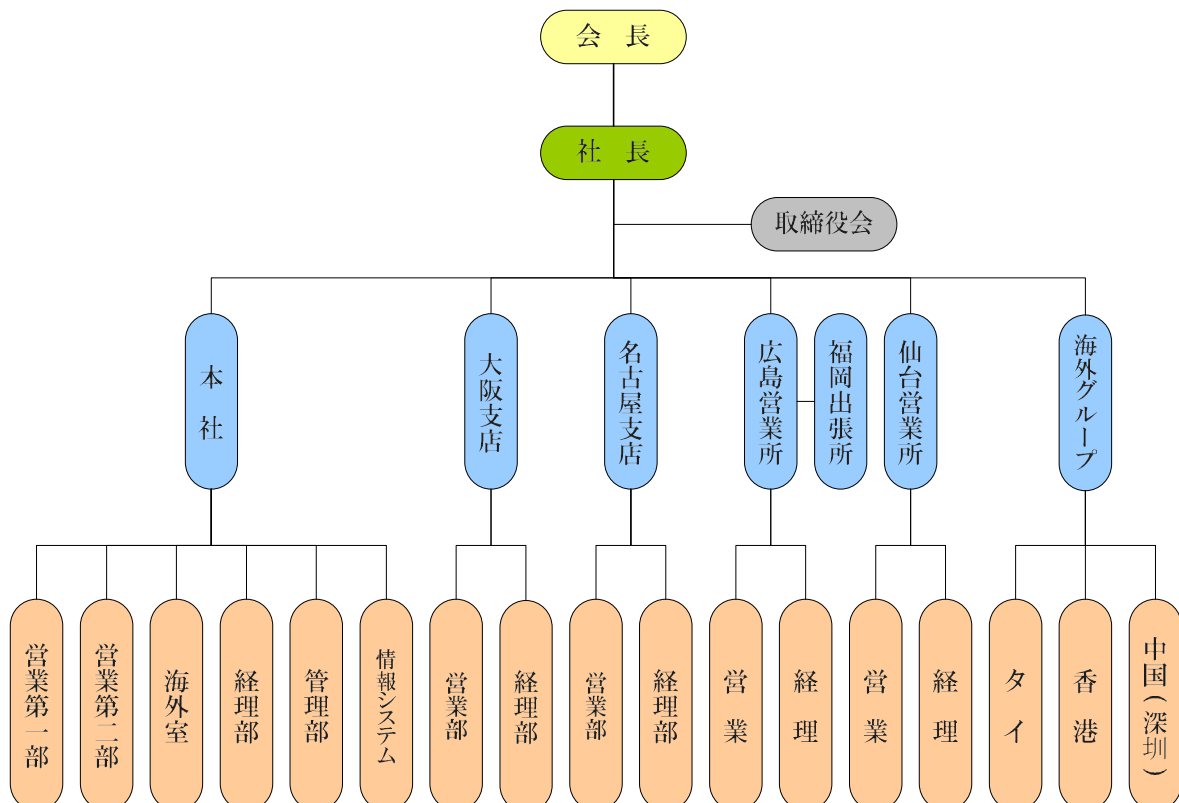 会　長
社　長
取締役会
本　社
大阪支店
名古屋支店
広島営業所
福岡出張所
仙台営業所
海外グループ
営業第一部
営業第二部
海外室
経理部
管理部
情報システム
営業部
経理部
営業部
経理部
営　業
経　理
営　業
経　理
タ　イ
香　港
中国(深圳)